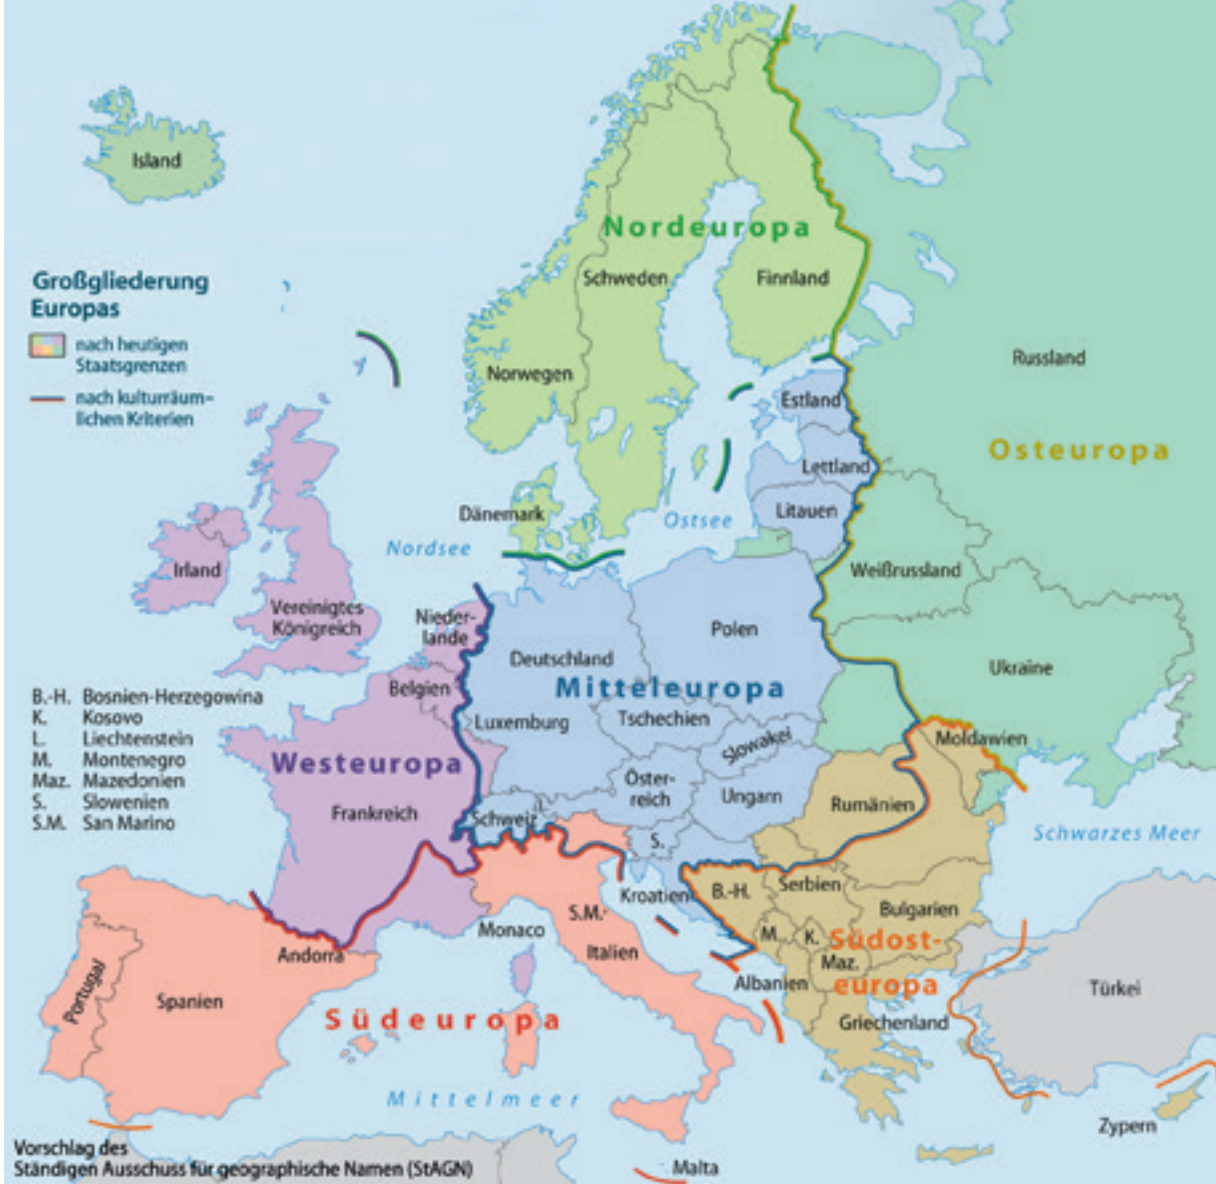 Island
Nordeuropa
Schweden
Finnland
Großgliederung
Europas
nach heutigen
Staatsgrenzen
nach kulturräum-
lichen Kriterien
Norwegen
Russland
Estland
Osteuropa
Lettland
Litauen
Dänemark
Ostsee
Nordsee
Irland
Weißrussland
Vereinigtes
Königreich
Nieder-
lande
Polen
Deutschland
Ukraine
Belgien
Mitteleuropa
B.-H. Bosnien-Herzegowina
K. Kosovo
L. Liechtenstein
M. Montenegro
Maz. Mazedonien
S. Slowenien
S.M. San Marino
Luxemburg
Tschechien
Slowakei
Moldawien
Westeuropa
Öster-
reich
Ungarn
Rumänien
Frankreich
Schweiz
Schwarzes Meer
S.
Kroatien
B.-H.
Serbien
Bulgarien
S.M.
Monaco
Italien
M.
K.
Südost-
europa
Maz.
Andorra
Albanien
Portugal
Spanien
Türkei
Südeuropa
Griechenland
Mittelmeer
Zypern
Malta
Vorschlag des
Ständigen Ausschuss für geographische Namen (StAGN)